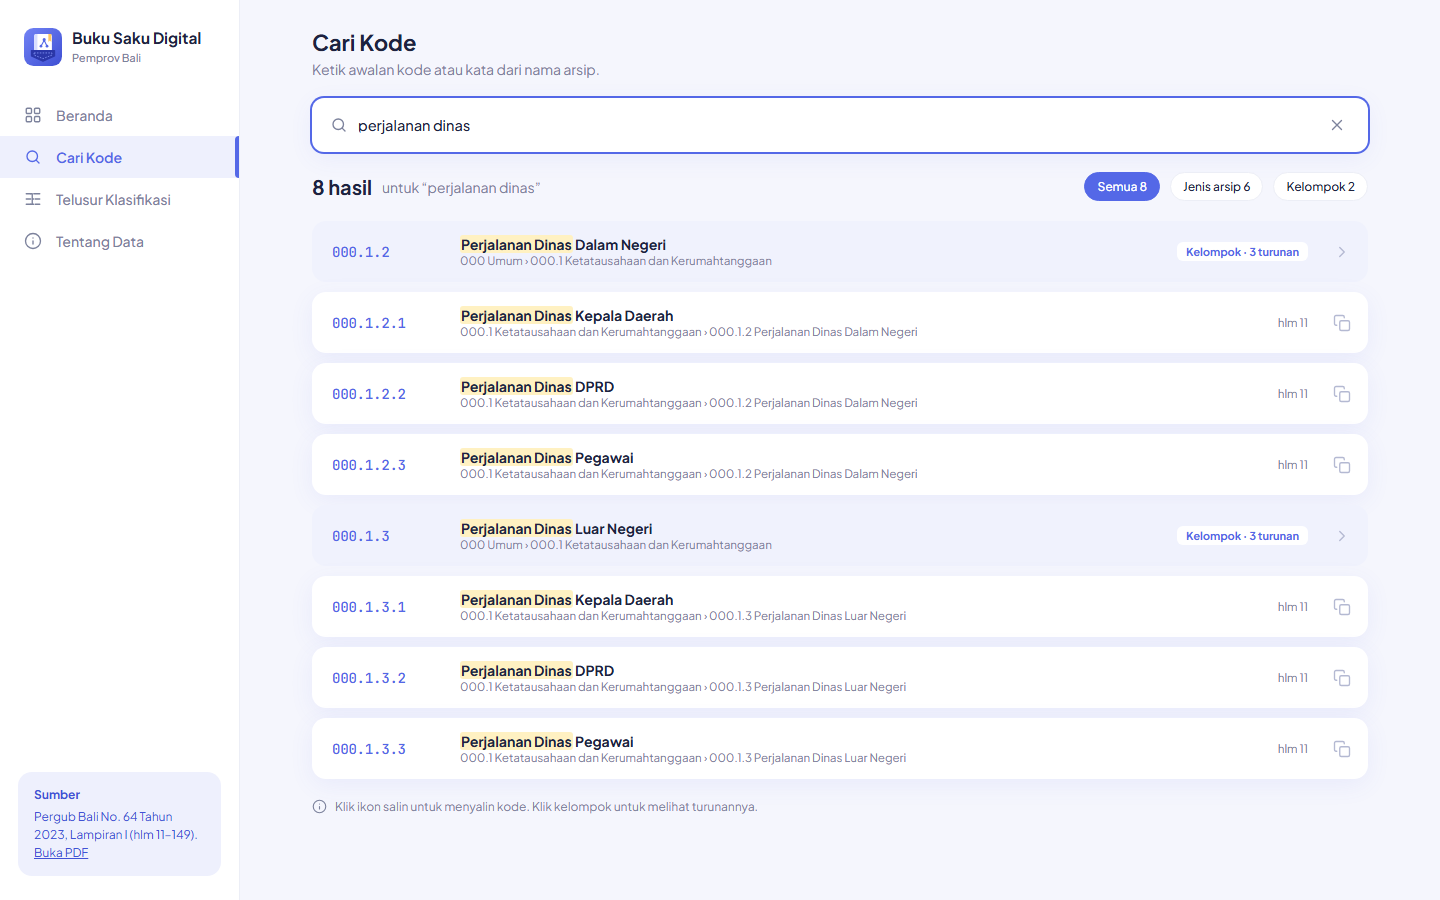 Buku Saku Digital
Pemprov Bali
Beranda
Cari Kode
Telusur Klasifikasi
Tentang Data
Sumber
Pergub Bali No. 64 Tahun
2023, Lampiran I (hlm 11–149).
Buka PDF
Cari Kode
Ketik awalan kode atau kata dari nama arsip.
perjalanan dinas
8 hasil untuk “perjalanan dinas”
Semua 8
Jenis arsip 6
Kelompok 2
000.1.2
Perjalanan Dinas Dalam Negeri
000 Umum › 000.1 Ketatausahaan dan Kerumahtanggaan
Kelompok · 3 turunan
000.1.2.1
Perjalanan Dinas Kepala Daerah
000.1 Ketatausahaan dan Kerumahtanggaan › 000.1.2 Perjalanan Dinas Dalam Negeri
hlm 11
000.1.2.2
Perjalanan Dinas DPRD
000.1 Ketatausahaan dan Kerumahtanggaan › 000.1.2 Perjalanan Dinas Dalam Negeri
hlm 11
000.1.2.3
Perjalanan Dinas Pegawai
000.1 Ketatausahaan dan Kerumahtanggaan › 000.1.2 Perjalanan Dinas Dalam Negeri
hlm 11
000.1.3
Perjalanan Dinas Luar Negeri
000 Umum › 000.1 Ketatausahaan dan Kerumahtanggaan
Kelompok · 3 turunan
000.1.3.1
Perjalanan Dinas Kepala Daerah
000.1 Ketatausahaan dan Kerumahtanggaan › 000.1.3 Perjalanan Dinas Luar Negeri
hlm 11
000.1.3.2
Perjalanan Dinas DPRD
000.1 Ketatausahaan dan Kerumahtanggaan › 000.1.3 Perjalanan Dinas Luar Negeri
hlm 11
000.1.3.3
Perjalanan Dinas Pegawai
000.1 Ketatausahaan dan Kerumahtanggaan › 000.1.3 Perjalanan Dinas Luar Negeri
hlm 11
Klik ikon salin untuk menyalin kode. Klik kelompok untuk melihat turunannya.